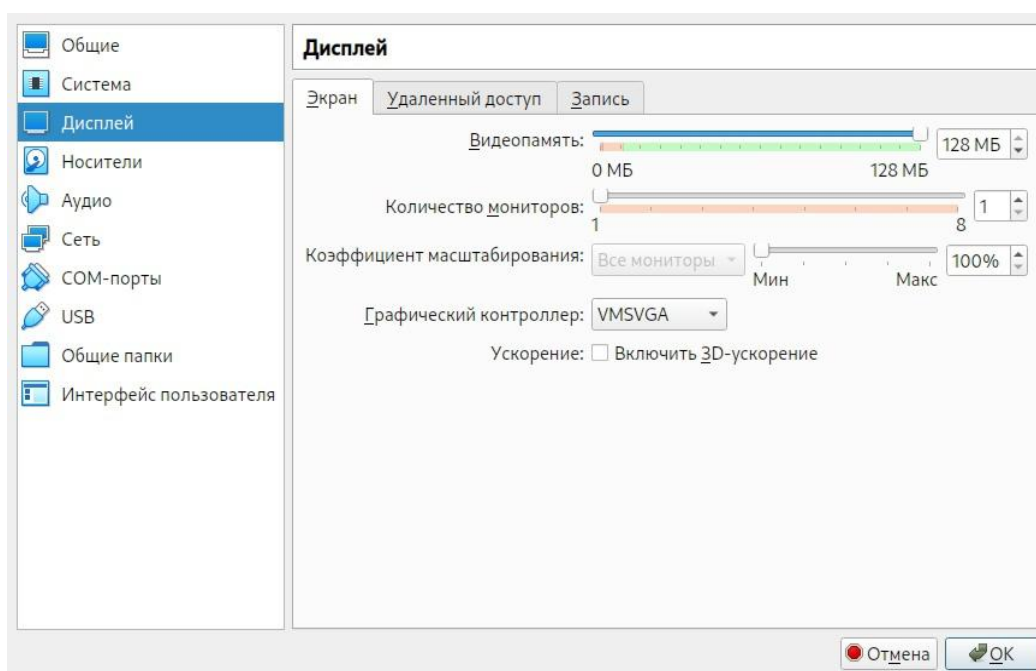 Общие
Система
Дисплей
Носители
Аудио
Сеть
COM-порты
USB
Общие папки
Интерфейс пользователя
Дисплей
Экран Удаленный доступ Запись
Видеопамять: 128 МБ
0 МБ 128 МБ
Количество мониторов: 1
1 8
Коэффициент масштабирования: Все мониторы 100%
Мин Макс
Графический контроллер: VMSVGA
Ускорение: Включить 3D-ускорение
Отмена OK